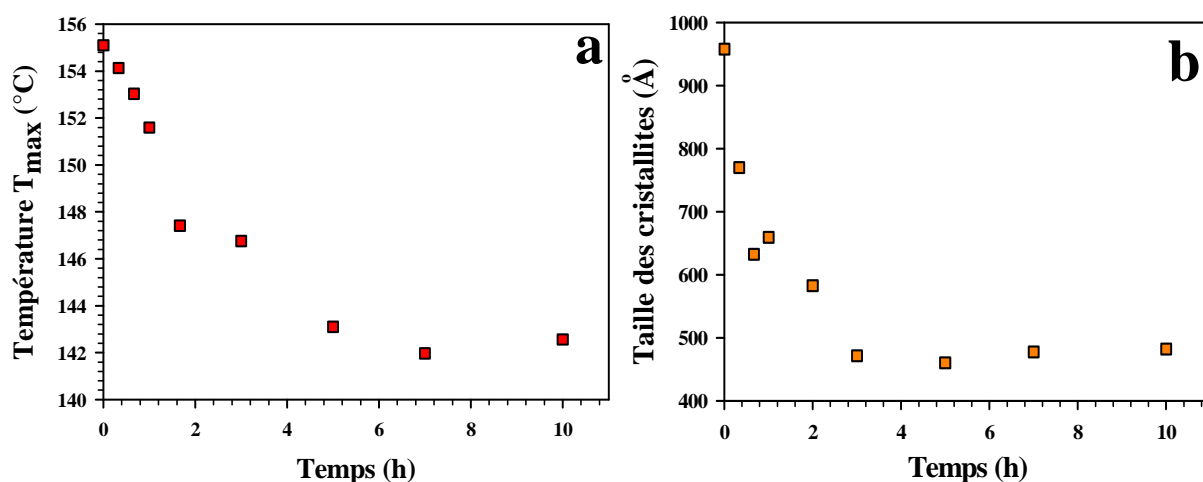 a
Température Tmax (°C)
156
154
152
150
148
146
144
142
140
0 2 4 6 8 10
Temps (h)
b
Taille des cristallites (Å)
1000
900
800
700
600
500
400
0 2 4 6 8 10
Temps (h)